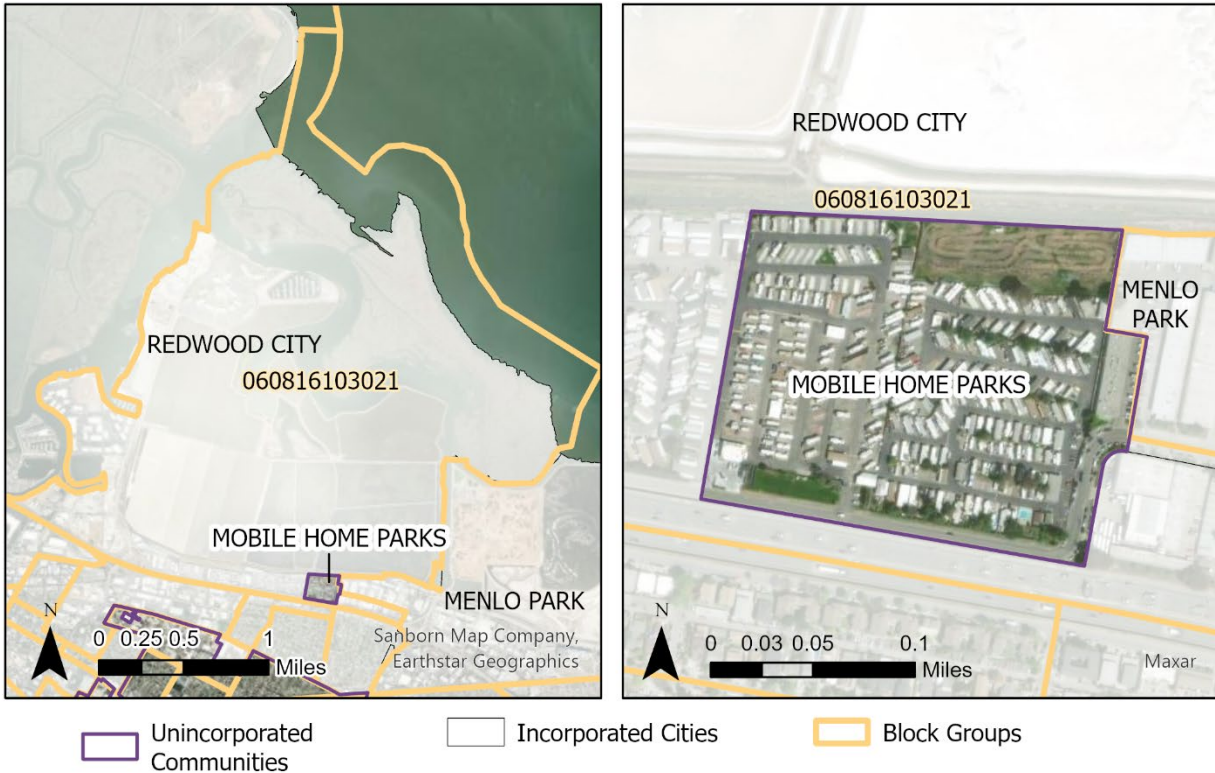 REDWOOD CITY
060816103021
MOBILE HOME PARKS
MENLO PARK
N
0 0.25 0.5 1
Miles
Sanborn Map Company,
Earthstar Geographics
REDWOOD CITY
060816103021
MENLO
PARK
MOBILE HOME PARKS
N
0 0.03 0.05 0.1
Miles
Maxar
Unincorporated
Communities
Incorporated Cities
Block Groups